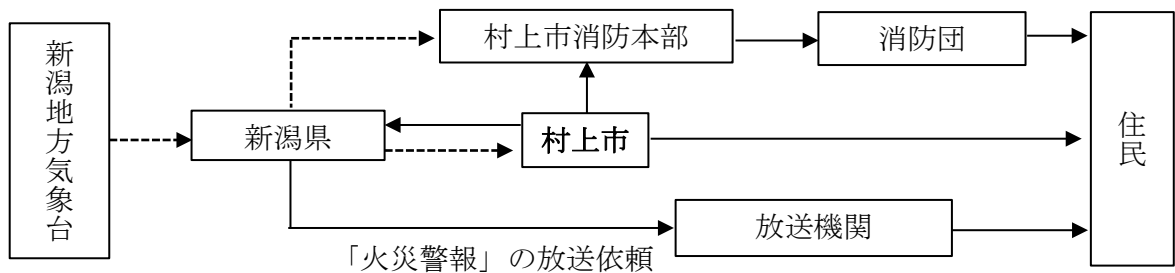 新潟地方気象台
新潟県
村上市消防本部
消防団
村上市
放送機関
「火災警報」の放送依頼
住民